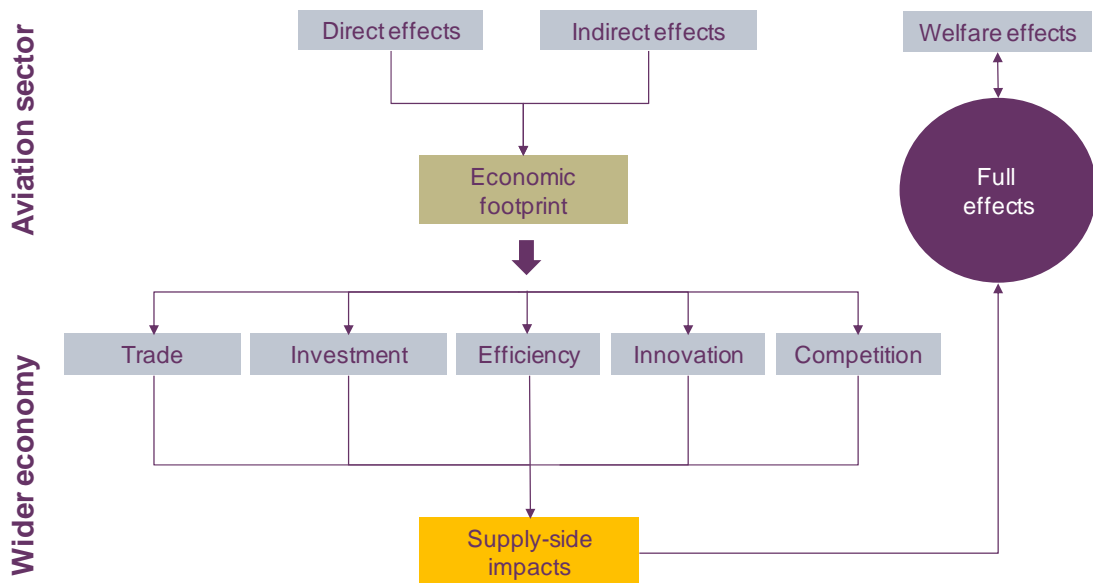 Aviation sector
Direct effects
Indirect effects
Welfare effects
Economic
footprint
Full
effects
Wider economy
Trade
Investment
Efficiency
Innovation
Competition
Supply-side
impacts